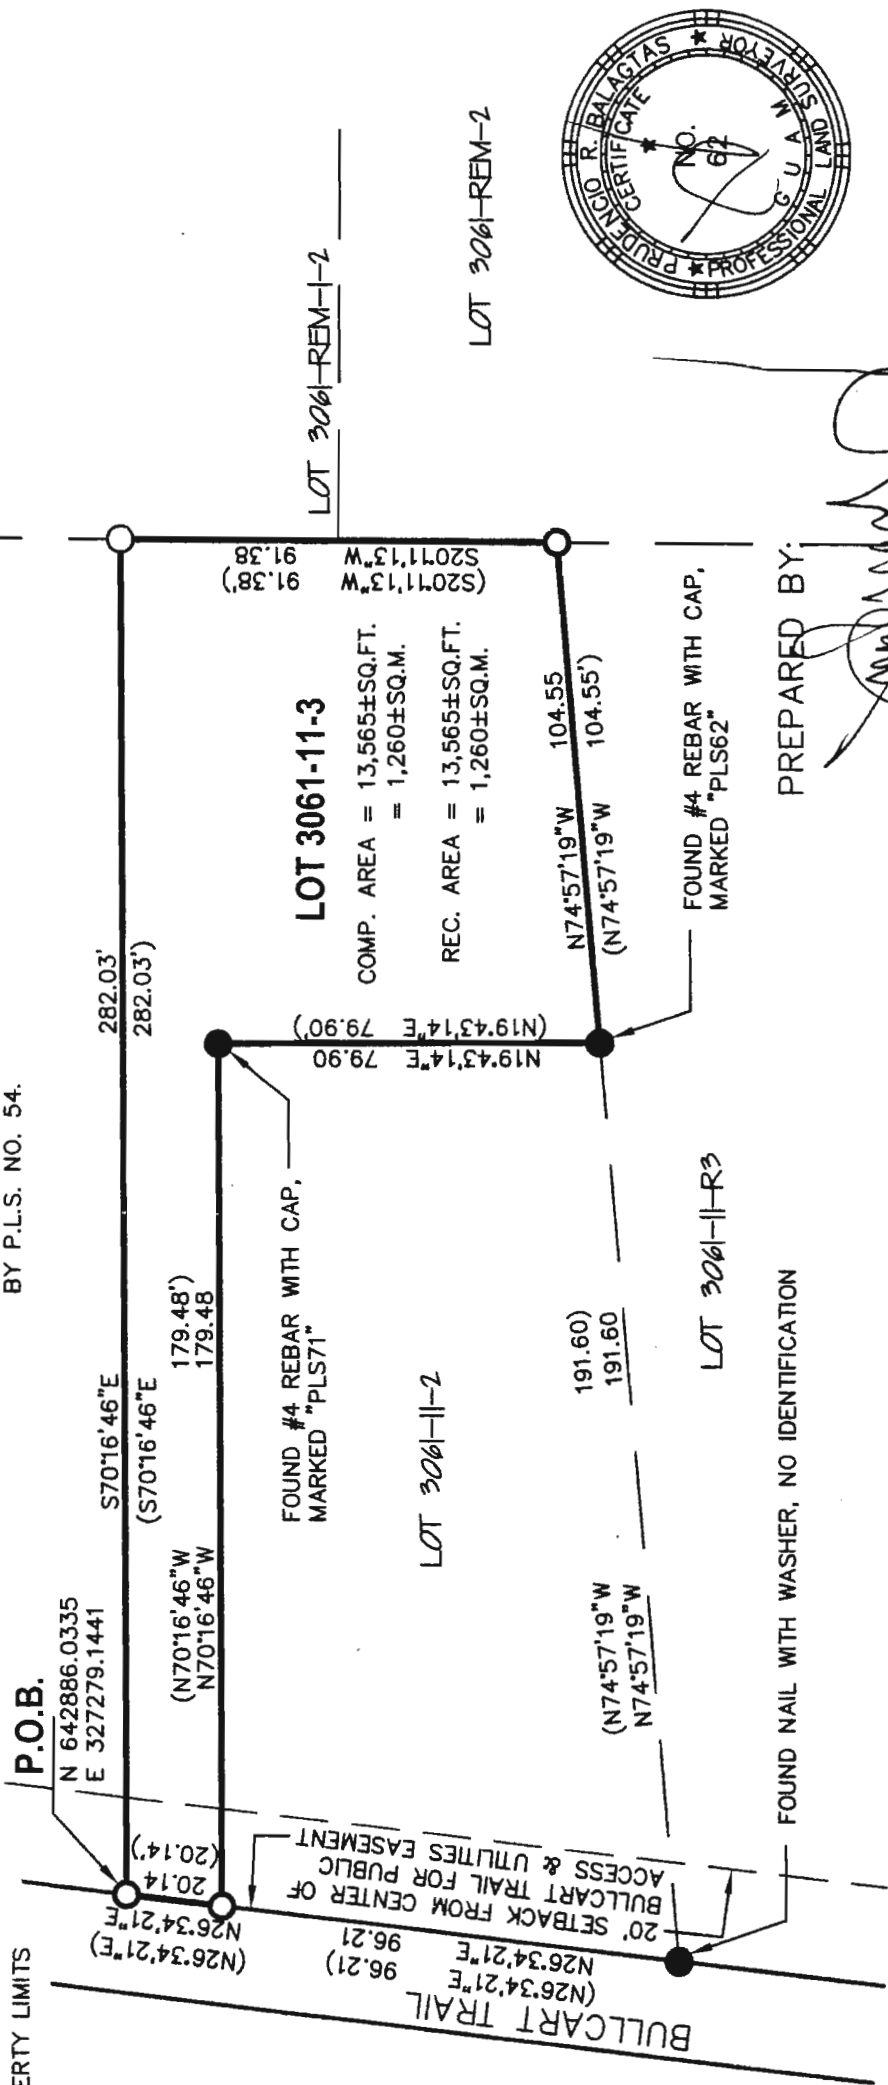 BY P.L.S. NO. 54.
P.O.B.
N 642886.0335
E 327279.1441
S70°16'46"E 282.03'
(S70°16'46"E 282.03')
(N70°16'46"W 179.48')
N70°16'46"W 179.48
FOUND #4 REBAR WITH CAP,
MARKED "PLS71"
LOT 3061-11-2
LOT 3061-11-3
COMP. AREA = 13,565±SQ.FT.
= 1,260±SQ.M.
REC. AREA = 13,565±SQ.FT.
= 1,260±SQ.M.
N19°43'14"E 79.90
(N19°43'14"E 79.90')
S20°11'13"W 91.38
(S20°11'13"W 91.38')
N74°57'19"W 104.55
(N74°57'19"W 104.55')
FOUND #4 REBAR WITH CAP,
MARKED "PLS62"
LOT 3061-REM-1-2
LOT 3061-REM-2
(N74°57'19"W 191.60)
N74°57'19"W 191.60
LOT 3061-11-R3
FOUND NAIL WITH WASHER, NO IDENTIFICATION
ERTY LIMITS
N26°34'21"E 20.14
(N26°34'21"E) (20.14')
20' SETBACK FROM CENTER OF
BULLCART TRAIL FOR PUBLIC
ACCESS & UTILITIES EASEMENT
N26°34'21"E 96.21
(N26°34'21"E 96.21)
BULLCART TRAIL
PREPARED BY:
PRUDENCIO R. BALAGTAS
PROFESSIONAL LAND SURVEYOR
CERTIFICATE
NO.
62
GUAM